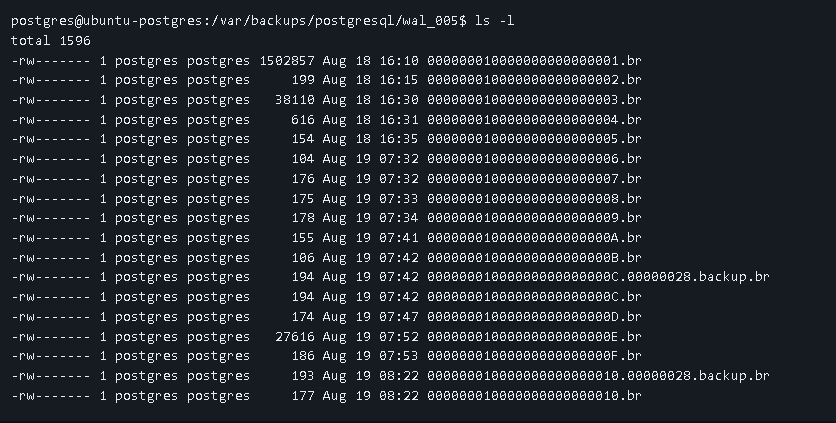 postgres@ubuntu-postgres:/var/backups/postgresql/wal_005$ ls -l
total 1596
-rw------- 1 postgres postgres 1502857 Aug 18 16:10 000000010000000000000001.br
-rw------- 1 postgres postgres     199 Aug 18 16:15 000000010000000000000002.br
-rw------- 1 postgres postgres   38110 Aug 18 16:30 000000010000000000000003.br
-rw------- 1 postgres postgres     616 Aug 18 16:31 000000010000000000000004.br
-rw------- 1 postgres postgres     154 Aug 18 16:35 000000010000000000000005.br
-rw------- 1 postgres postgres     104 Aug 19 07:32 000000010000000000000006.br
-rw------- 1 postgres postgres     176 Aug 19 07:32 000000010000000000000007.br
-rw------- 1 postgres postgres     175 Aug 19 07:33 000000010000000000000008.br
-rw------- 1 postgres postgres     178 Aug 19 07:34 000000010000000000000009.br
-rw------- 1 postgres postgres     155 Aug 19 07:41 00000001000000000000000A.br
-rw------- 1 postgres postgres     106 Aug 19 07:42 00000001000000000000000B.br
-rw------- 1 postgres postgres     194 Aug 19 07:42 00000001000000000000000C.00000028.backup.br
-rw------- 1 postgres postgres     194 Aug 19 07:42 00000001000000000000000C.br
-rw------- 1 postgres postgres     174 Aug 19 07:47 00000001000000000000000D.br
-rw------- 1 postgres postgres   27616 Aug 19 07:52 00000001000000000000000E.br
-rw------- 1 postgres postgres     186 Aug 19 07:53 00000001000000000000000F.br
-rw------- 1 postgres postgres     193 Aug 19 08:22 000000010000000000000010.00000028.backup.br
-rw------- 1 postgres postgres     177 Aug 19 08:22 000000010000000000000010.br